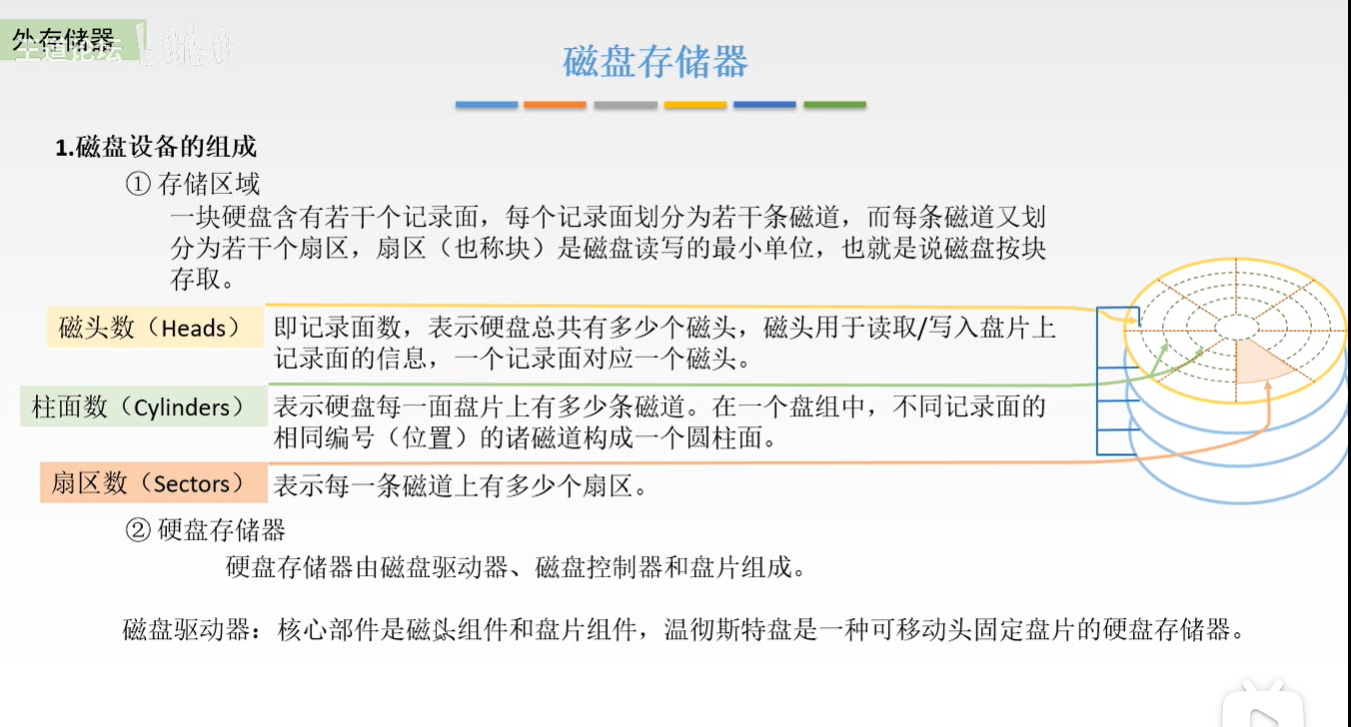 外存储器
王道论坛 bilibili
磁盘存储器
1.磁盘设备的组成
① 存储区域
一块硬盘含有若干个记录面，每个记录面划分为若干条磁道，而每条磁道又划
分为若干个扇区，扇区（也称块）是磁盘读写的最小单位，也就是说磁盘按块
存取。
磁头数（Heads） 即记录面数，表示硬盘总共有多少个磁头，磁头用于读取/写入盘片上
记录面的信息，一个记录面对应一个磁头。
柱面数（Cylinders） 表示硬盘每一面盘片上有多少条磁道。在一个盘组中，不同记录面的
相同编号（位置）的诸磁道构成一个圆柱面。
扇区数（Sectors） 表示每一条磁道上有多少个扇区。
② 硬盘存储器
硬盘存储器由磁盘驱动器、磁盘控制器和盘片组成。
磁盘驱动器：核心部件是磁头组件和盘片组件，温彻斯特盘是一种可移动头固定盘片的硬盘存储器。